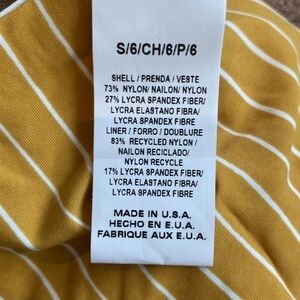 S/6/CH/6/P/6
SHELL / PRENDA / VESTE
73% NYLON/ NAILON/ NYLON
27% LYCRA SPANDEX FIBER/
LYCRA ELASTANO FIBRA/
LYCRA SPANDEX FIBRE
LINER / FORRO / DOUBLURE
83% RECYCLED NYLON /
NAILON RECICLADO/
NYLON RECYCLE
17% LYCRA SPANDEX FIBER/
LYCRA ELASTANO FIBRA/
LYCRA SPANDEX FIBRE
MADE IN U.S.A.
HECHO EN E.U.A.
FABRIQUE AUX E.U.A.